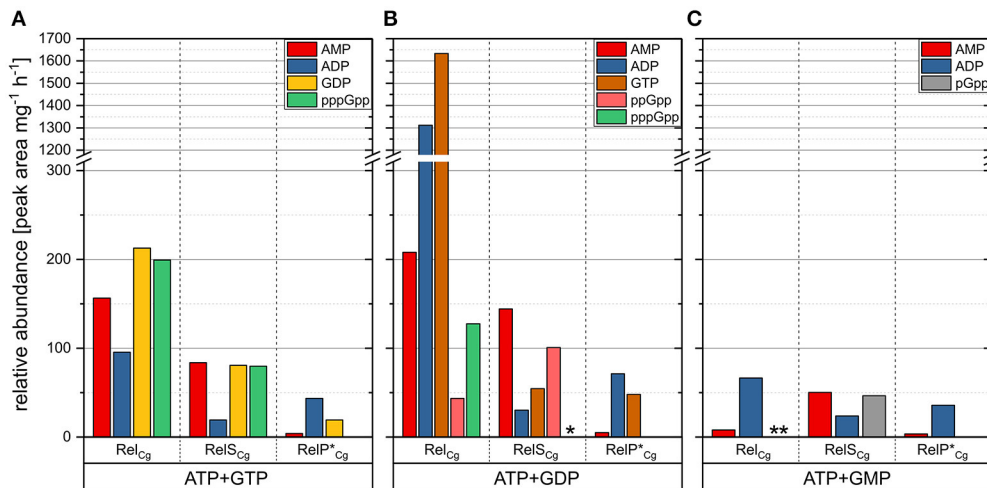 A
B
C
relative abundance [peak area mg-1 h-1]
1700
1600
1500
1400
1300
1200
300
200
100
0
AMP
ADP
GDP
pppGpp
AMP
ADP
GTP
ppGpp
pppGpp
AMP
ADP
pGpp
*
**
RelCg RelSCg RelP*Cg
RelCg RelSCg RelP*Cg
RelCg RelSCg RelP*Cg
ATP+GTP
ATP+GDP
ATP+GMP